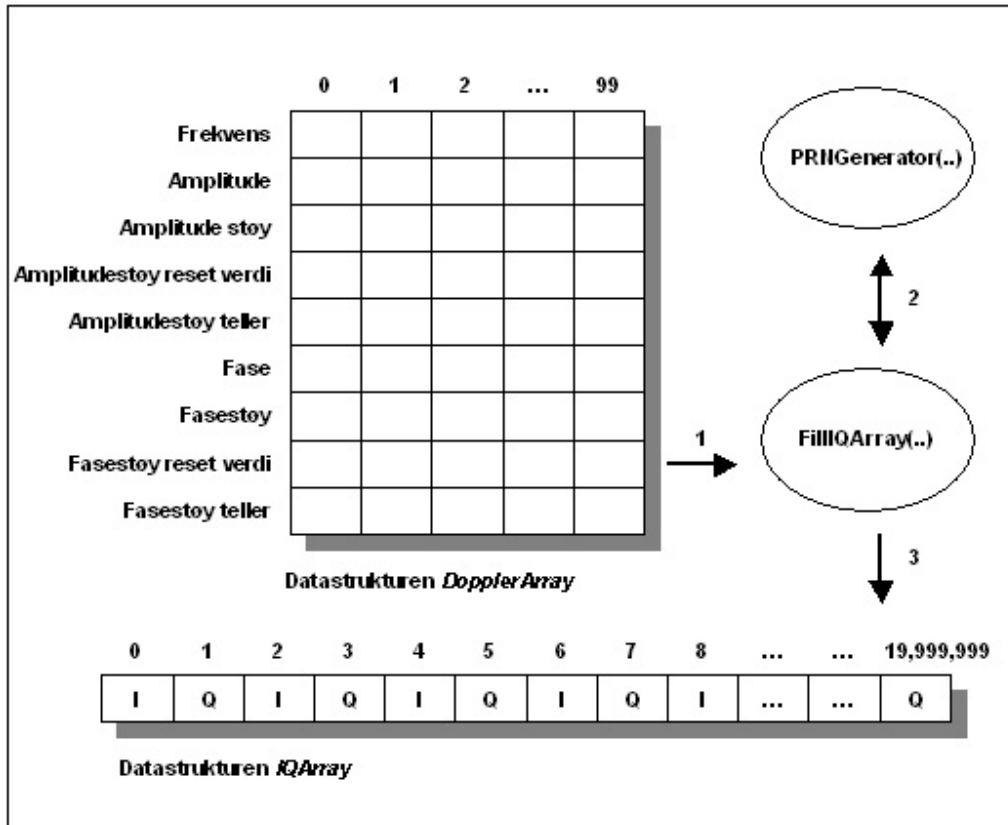 0 1 2 ... 99
Frekvens
Amplitude
Amplitude støy
Amplitudestøy reset verdi
Amplitudestøy teller
Fase
Fasestøy
Fasestøy reset verdi
Fasestøy teller
Datastrukturen DopplerArray
PRNGenerator(..)
2
FillIQArray(..)
1
3
0 1 2 3 4 5 6 7 8 ... ... 19,999,999
I Q I Q I Q I Q I ... ... Q
Datastrukturen IQArray